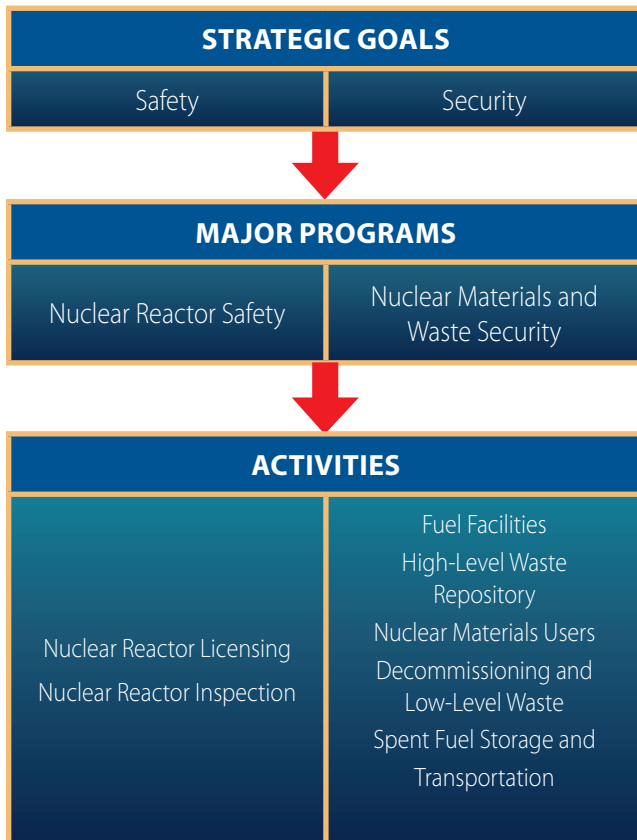 STRATEGIC GOALS
Safety
Security
MAJOR PROGRAMS
Nuclear Reactor Safety
Nuclear Materials and
Waste Security
ACTIVITIES
Nuclear Reactor Licensing
Nuclear Reactor Inspection
Fuel Facilities
High-Level Waste
Repository
Nuclear Materials Users
Decommissioning and
Low-Level Waste
Spent Fuel Storage and
Transportation